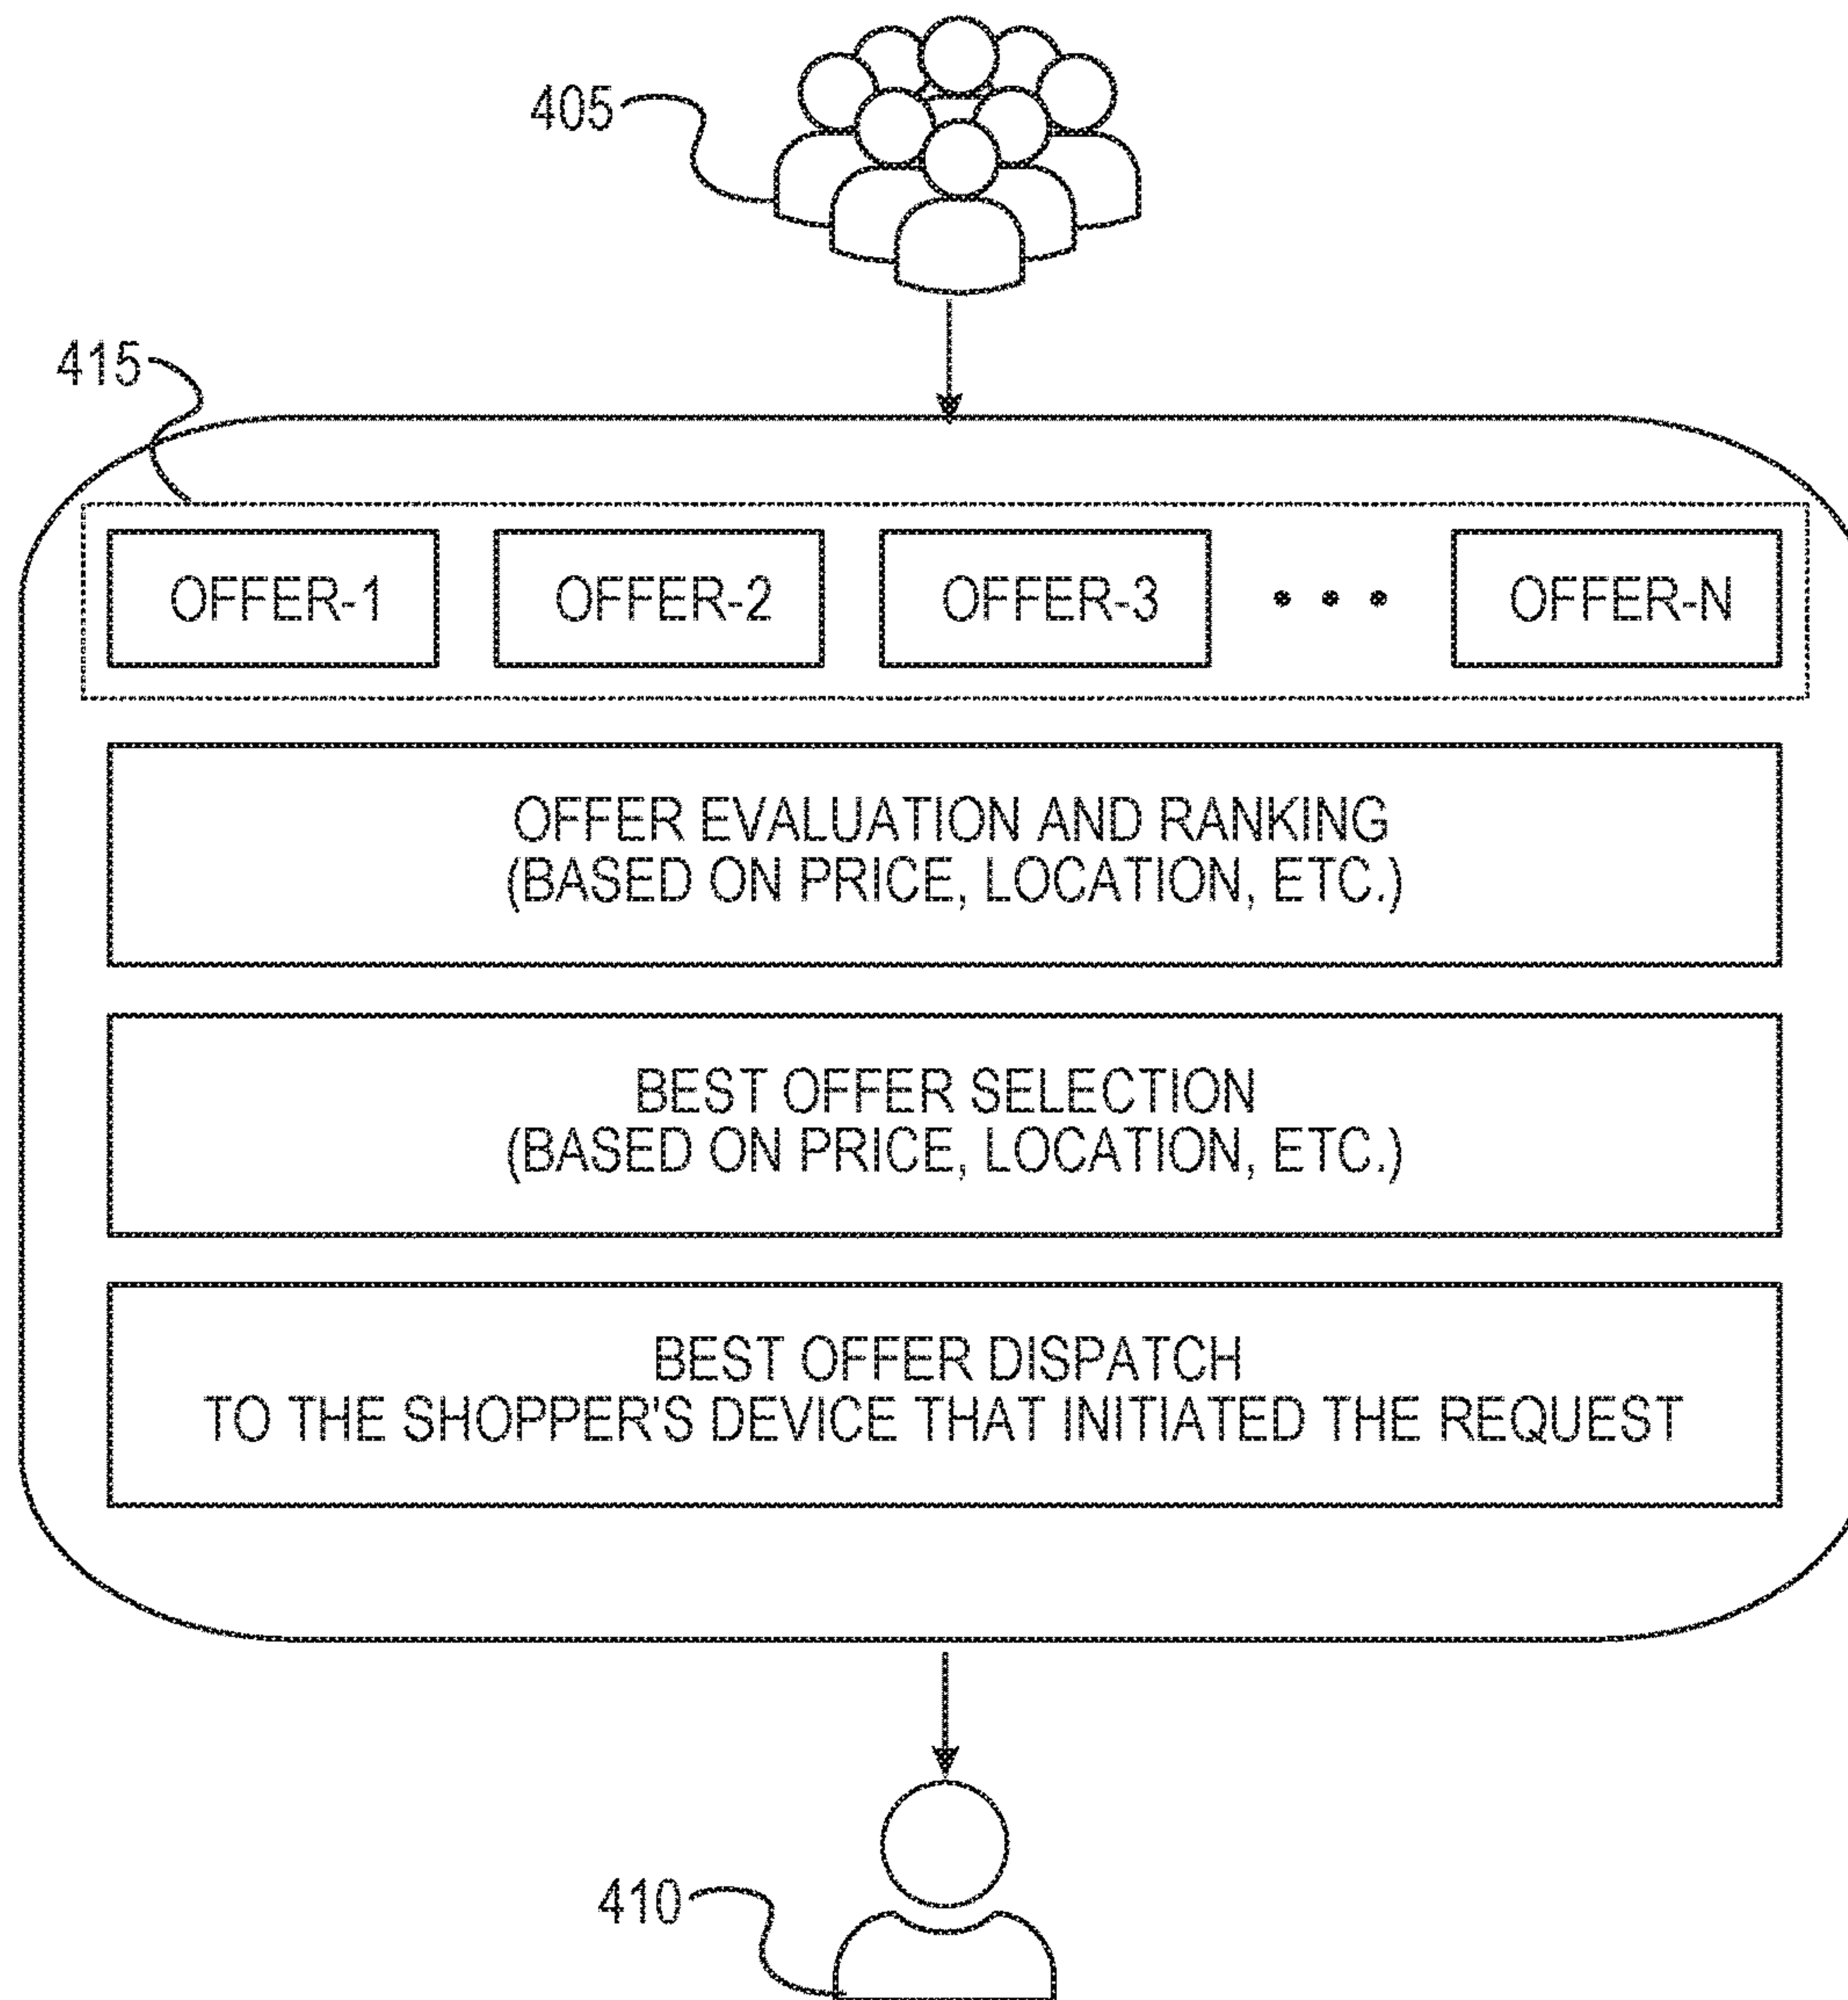 405
415
OFFER-1 OFFER-2 OFFER-3 • • • OFFER-N
OFFER EVALUATION AND RANKING
(BASED ON PRICE, LOCATION, ETC.)
BEST OFFER SELECTION
(BASED ON PRICE, LOCATION, ETC.)
BEST OFFER DISPATCH
TO THE SHOPPER'S DEVICE THAT INITIATED THE REQUEST
410